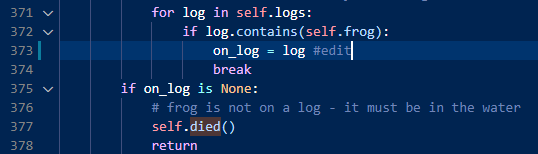 371 for log in self.logs:
372 if log.contains(self.frog):
373 on_log = log #edit
374 break
375 if on_log is None:
376 # frog is not on a log - it must be in the water
377 self.died()
378 return